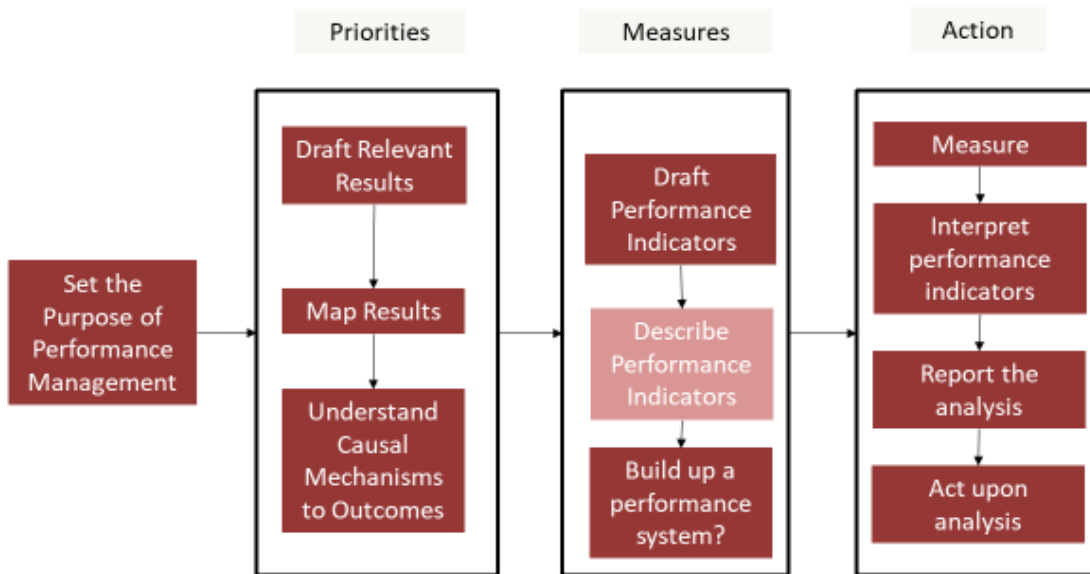 Priorities
Measures
Action
Set the
Purpose of
Performance
Management
Draft Relevant
Results
Map Results
Understand
Causal
Mechanisms
to Outcomes
Draft
Performance
Indicators
Describe
Performance
Indicators
Build up a
performance
system?
Measure
Interpret
performance
indicators
Report the
analysis
Act upon
analysis